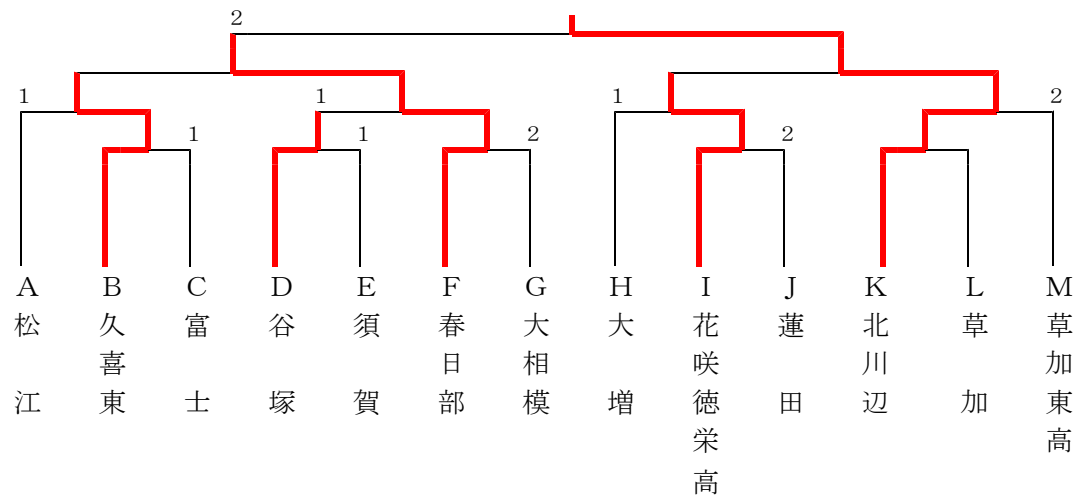 2
1
1
1
1
2
1
2
2
A 松江
B 久喜東
C 富士
D 谷塚
E 須賀
F 春日部
G 大相模
H 大増
I 花咲徳栄高
J 蓮田
K 北川辺
L 草加
M 草加東高